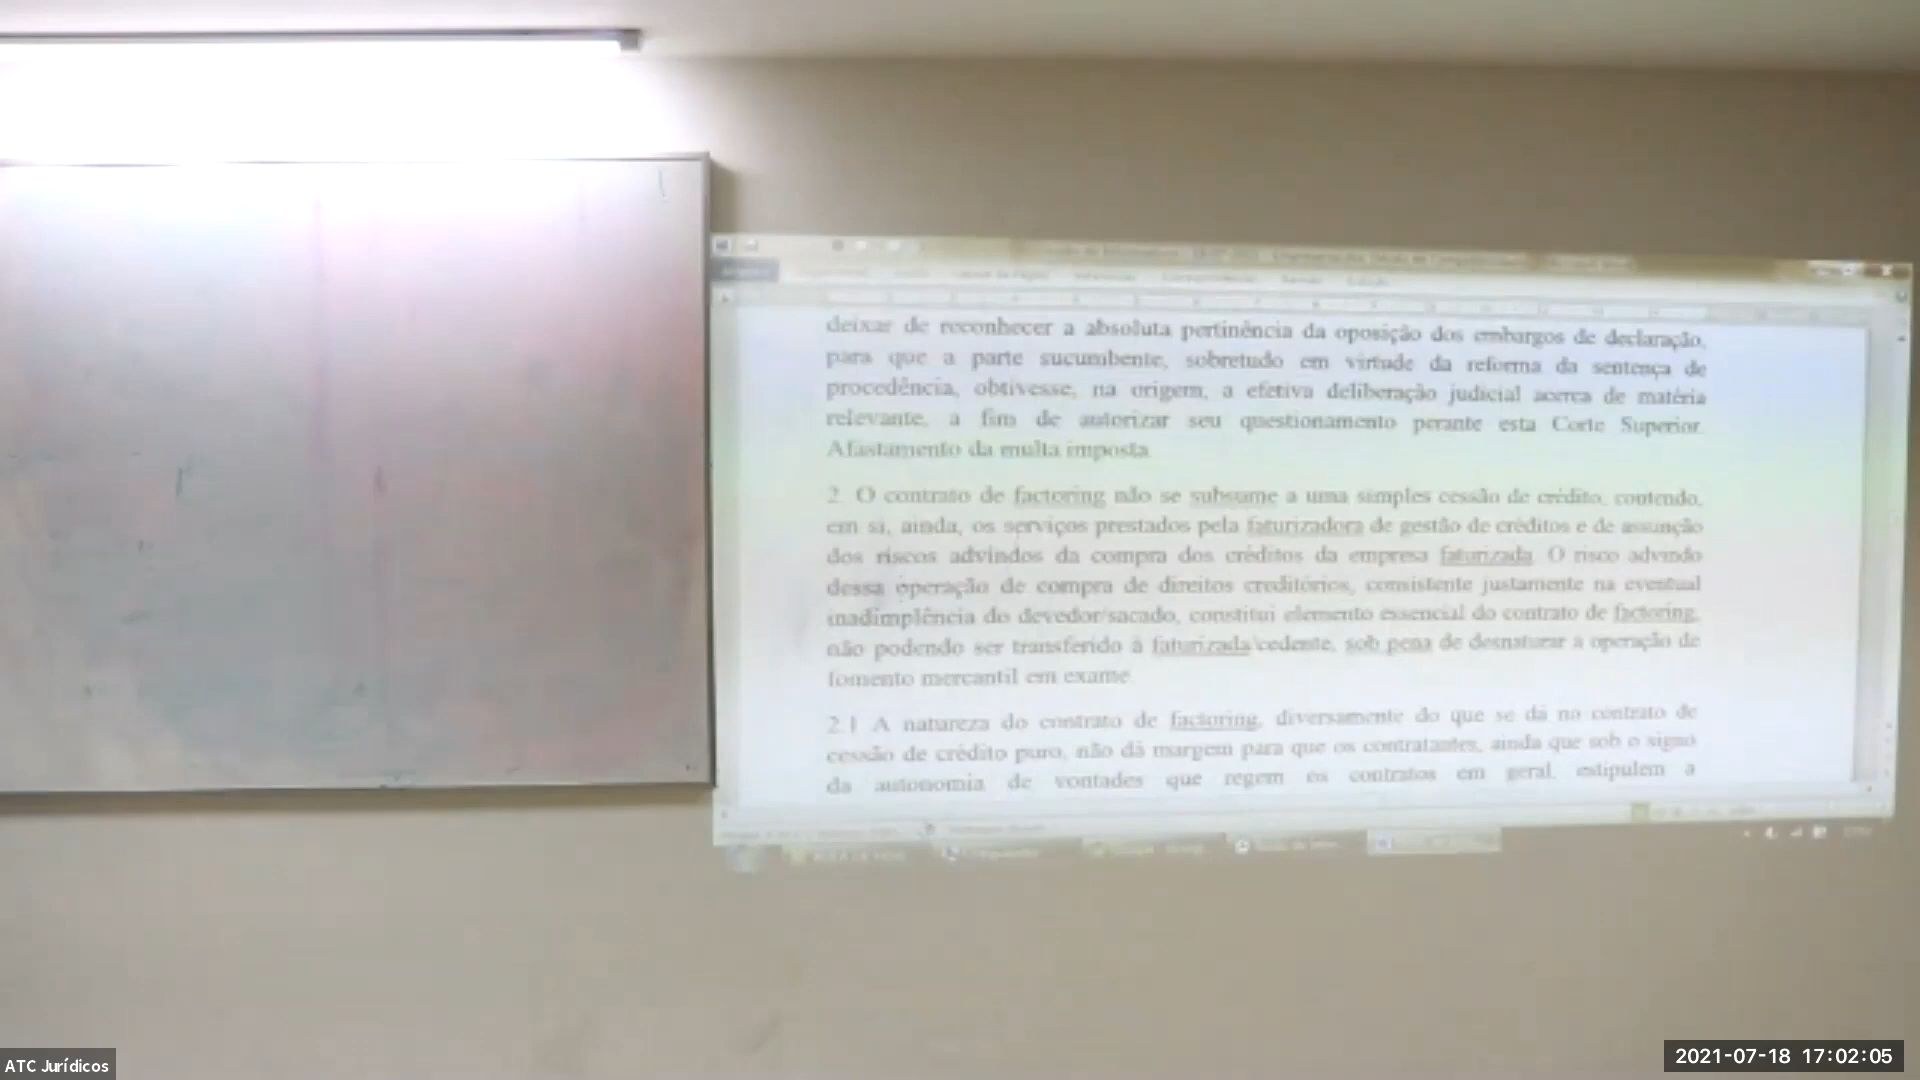 deixar de reconhecer a absoluta pertinência da oposição dos embargos de declaração,
para que a parte sucumbente, sobretudo em virtude da reforma da sentença de
procedência, obtivesse, na origem, a efetiva deliberação judicial acerca de matéria
relevante, a fim de autorizar seu questionamento perante esta Corte Superior.
Afastamento da multa imposta.
2. O contrato de factoring não se subsume a uma simples cessão de crédito, contendo,
em si, ainda, os serviços prestados pela faturizadora de gestão de créditos e de assunção
dos riscos advindos da compra dos créditos da empresa faturizada. O risco advindo
dessa operação de compra de direitos creditórios, consistente justamente na eventual
inadimplência do devedor/sacado, constitui elemento essencial do contrato de factoring,
não podendo ser transferido à faturizada/cedente, sob pena de desnaturar a operação de
fomento mercantil em exame.
2.1 A natureza do contrato de factoring, diversamente do que se dá no contrato de
cessão de crédito puro, não dá margem para que os contratantes, ainda que sob o signo
da autonomia de vontades que regem os contratos em geral, estipulem a
ATC Jurídicos
2021-07-18 17:02:05